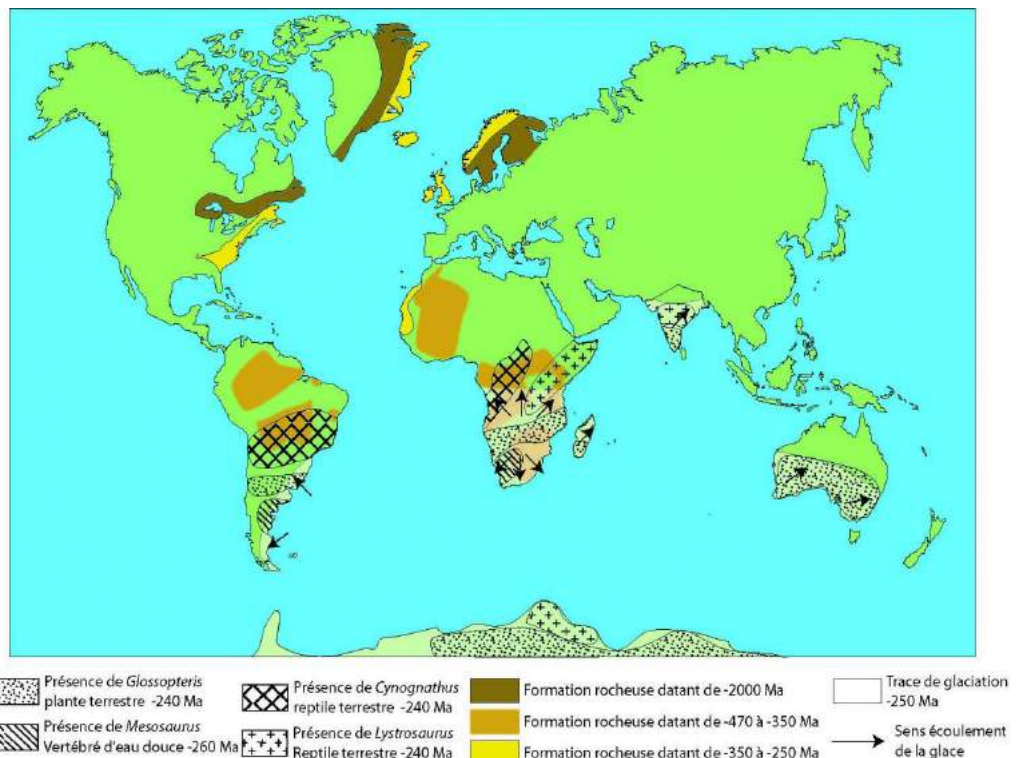 Présence de Glossopteris
plante terrestre -240 Ma
Présence de Mesosaurus
Vertébré d'eau douce -260 Ma
Présence de Cynognathus
reptile terrestre -240 Ma
Présence de Lystrosaurus
Reptile terrestre -240 Ma
Formation rocheuse datant de -2000 Ma
Formation rocheuse datant de -470 à -350 Ma
Formation rocheuse datant de -350 à -250 Ma
Trace de glaciation
-250 Ma
Sens écoulement
de la glace